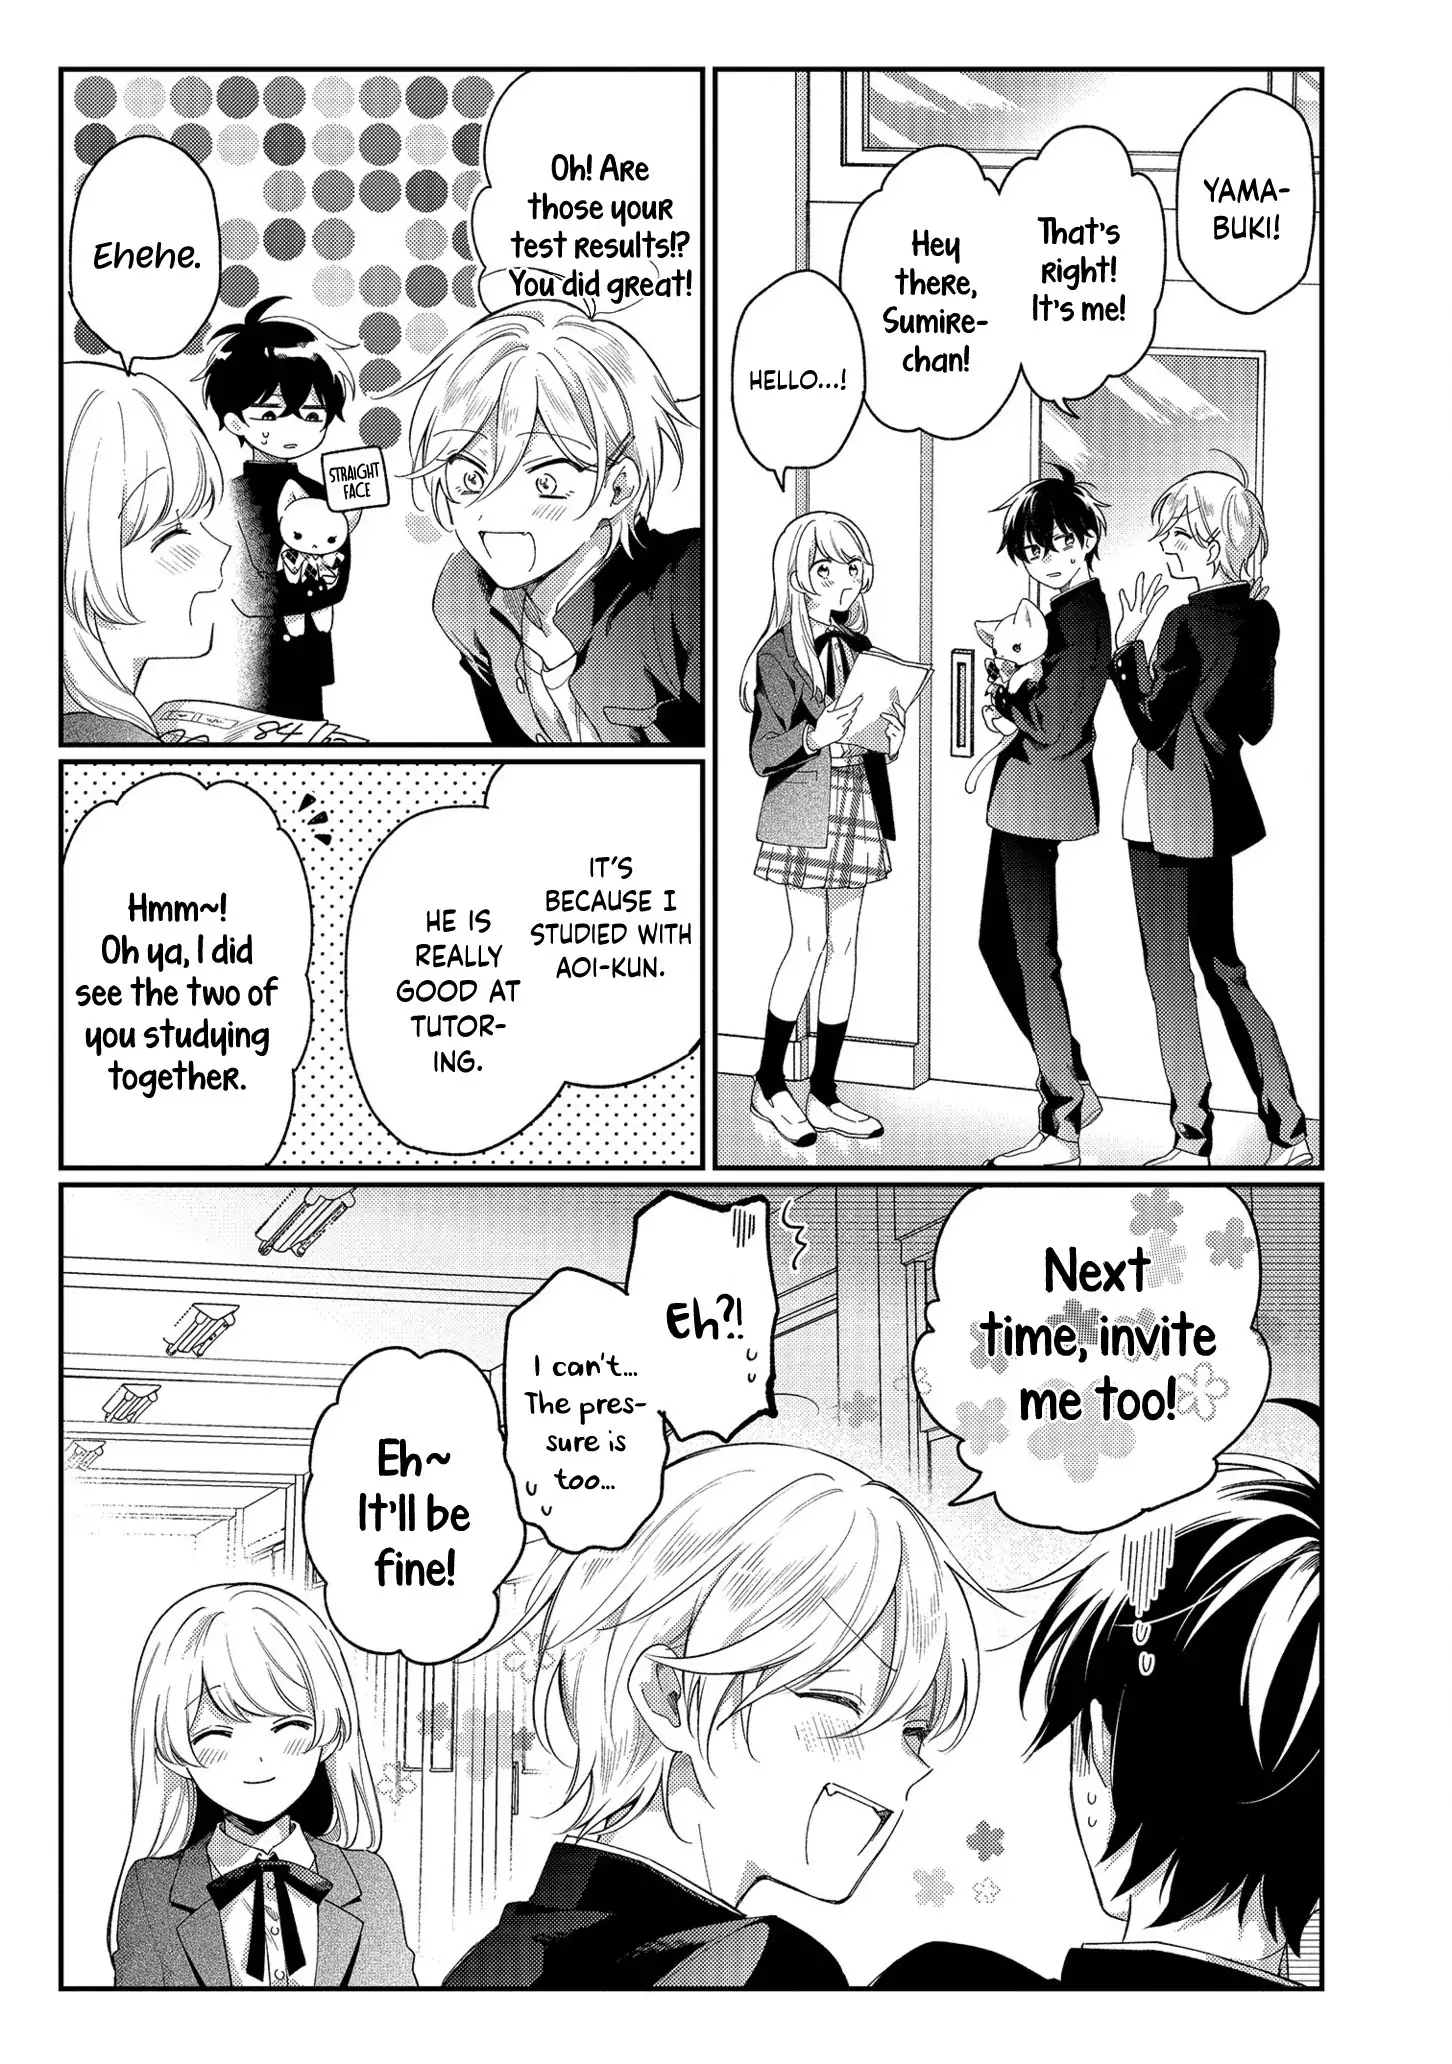 YAMA-
BUKI!
That's
right!
It's me!
Hey
there,
Sumire-
chan!
HELLO...!
Oh! Are
those your
test results!?
You did great!
STRAIGHT
FACE
Ehehe.
84
IT'S
BECAUSE I
STUDIED WITH
AOI-KUN.
HE IS
REALLY
GOOD AT
TUTOR-
ING.
Hmm~!
Oh ya, I did
see the two of
you studying
together.
Next
time, invite
me too!
Eh?!
I can't...
The pres-
sure is
too...
Eh~
It'll be
fine!